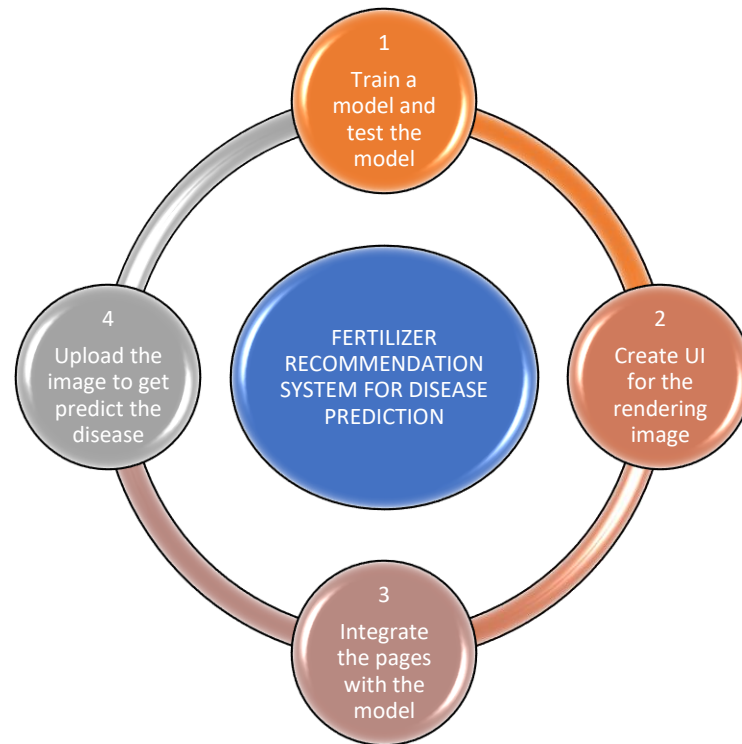 1
Train a
model and
test the
model
2
Create UI
for the
rendering
image
3
Integrate
the pages
with the
model
4
Upload the
image to get
predict the
disease
FERTILIZER
RECOMMENDATION
SYSTEM FOR DISEASE
PREDICTION